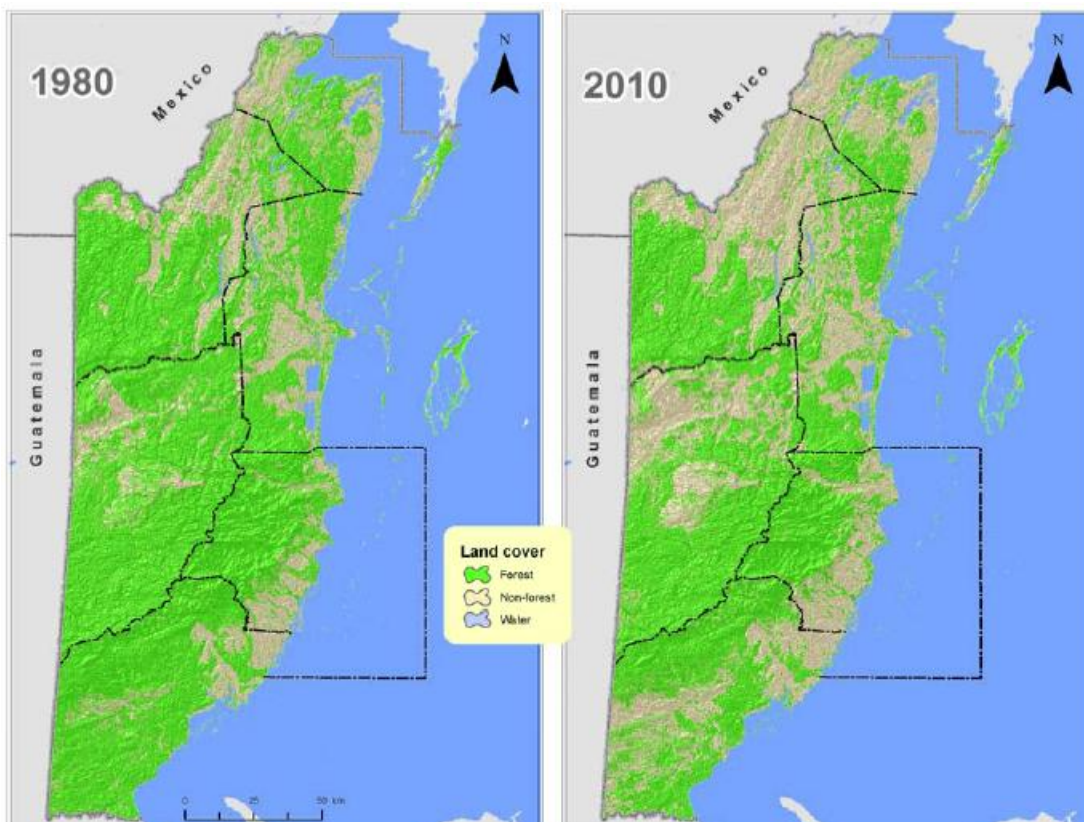 1980
N
Mexico
Guatemala
0 25 50 km
2010
N
Mexico
Guatemala
Land cover
Forest
Non-forest
Water